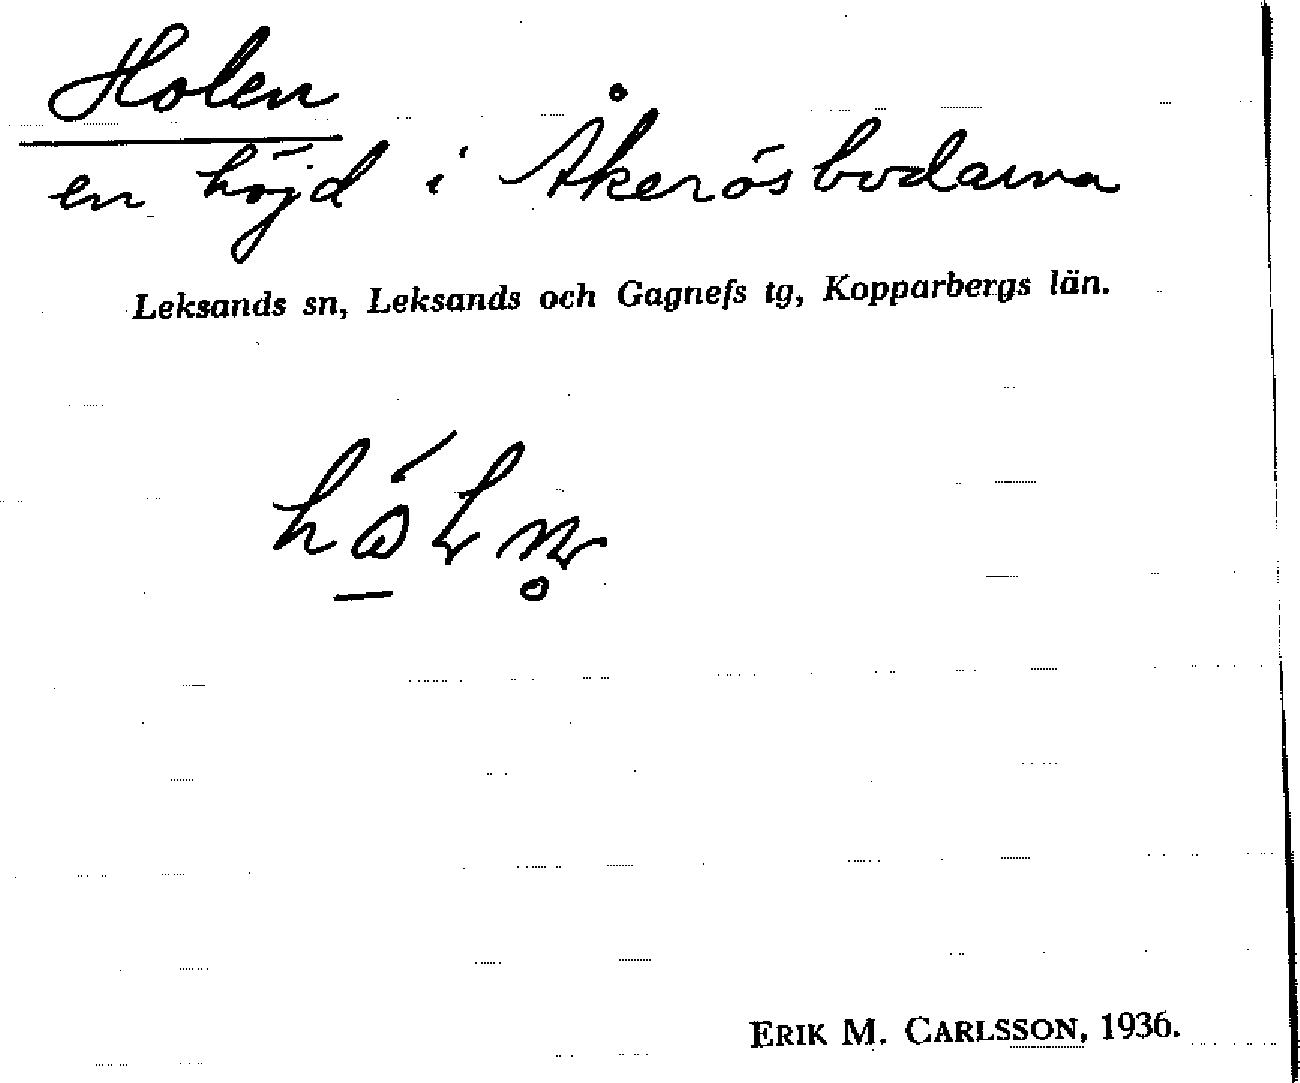 Holen
en höjd i Åkerösbodarna
Leksands sn, Leksands och Gagnefs tg, Kopparbergs län.
ERIK M. CARLSSON, 1936.